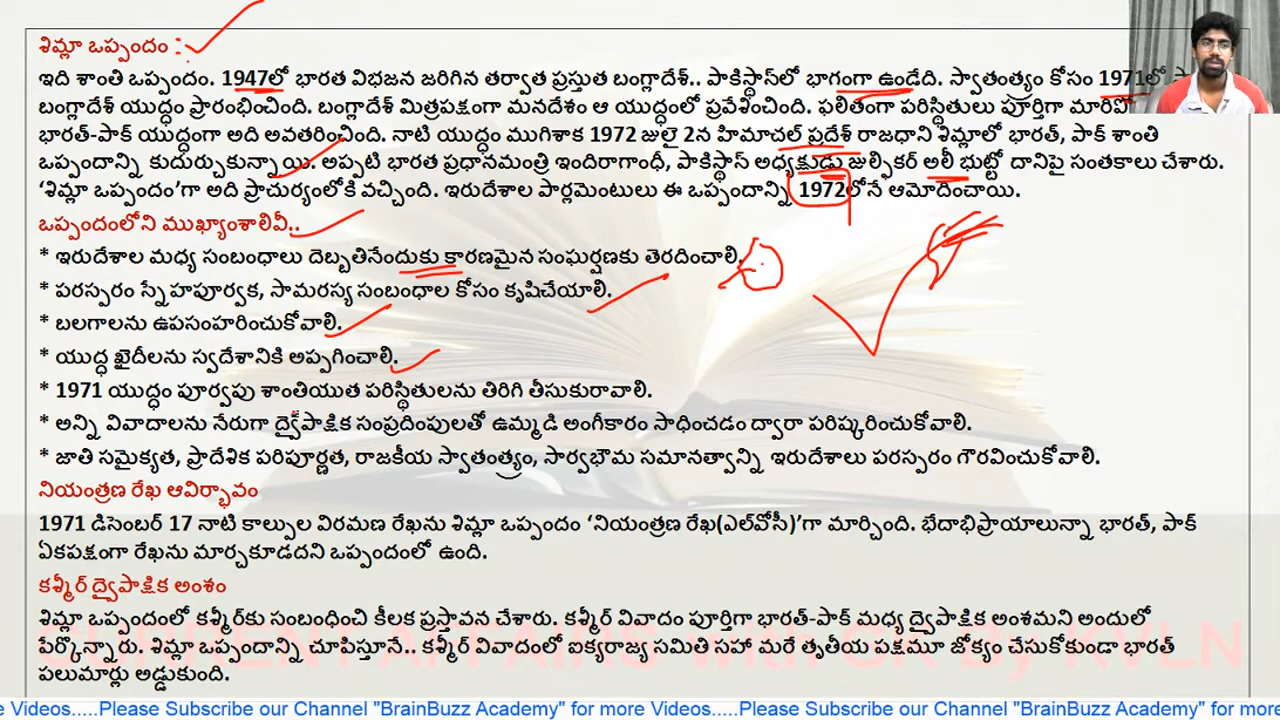 శిమ్లా ఒప్పందం :
ఇది శాంతి ఒప్పందం. 1947లో భారత విభజన జరిగిన తర్వాత ప్రస్తుత బంగ్లాదేశ్.. పాకిస్థాన్‌లో భాగంగా ఉండేది. స్వాతంత్ర్యం కోసం 1971లో
బంగ్లాదేశ్ యుద్ధం ప్రారంభించింది. బంగ్లాదేశ్ మిత్రపక్షంగా మనదేశం ఆ యుద్ధంలో ప్రవేశించింది. ఫలితంగా పరిస్థితులు పూర్తిగా
భారత్-పాక్ యుద్ధంగా అది అవతరించింది. నాటి యుద్ధం ముగిశాక 1972 జులై 2న హిమాచల్ ప్రదేశ్ రాజధాని శిమ్లాలో భారత్, పాక్ శాంతి
ఒప్పందాన్ని కుదుర్చుకున్నాయి. అప్పటి భారత ప్రధానమంత్రి ఇందిరాగాంధీ, పాకిస్థాన్ అధ్యక్షుడు జుల్ఫికర్ అలీ భుట్టో దానిపై సంతకాలు చేశారు.
‘శిమ్లా ఒప్పందం’గా అది ప్రాచుర్యంలోకి వచ్చింది. ఇరుదేశాల పార్లమెంటులు ఈ ఒప్పందాన్ని 1972లోనే ఆమోదించాయి.
ఒప్పందంలోని ముఖ్యాంశాలివీ..
* ఇరుదేశాల మధ్య సంబంధాలు దెబ్బతినేందుకు కారణమైన సంఘర్షణకు తెరదించాలి.
* పరస్పరం స్నేహపూర్వక, సామరస్య సంబంధాల కోసం కృషిచేయాలి.
* బలగాలను ఉపసంహరించుకోవాలి.
* యుద్ధ ఖైదీలను స్వదేశానికి అప్పగించాలి.
* 1971 యుద్ధం పూర్వపు శాంతియుత పరిస్థితులను తిరిగి తీసుకురావాలి.
* అన్ని వివాదాలను నేరుగా ద్వైపాక్షిక సంప్రదింపులతో ఉమ్మడి అంగీకారం సాధించడం ద్వారా పరిష్కరించుకోవాలి.
* జాతి సమైక్యత, ప్రాదేశిక పరిపూర్ణత, రాజకీయ స్వాతంత్ర్యం, సార్వభౌమ సమానత్వాన్ని ఇరుదేశాలు పరస్పరం గౌరవించుకోవాలి.
నియంత్రణ రేఖ ఆవిర్భావం
1971 డిసెంబర్ 17 నాటి కాల్పుల విరమణ రేఖను శిమ్లా ఒప్పందం ‘నియంత్రణ రేఖ(ఎల్‌వోసీ)’గా మార్చింది. భేదాభిప్రాయాలున్నా భారత్, పాక్
ఏకపక్షంగా రేఖను మార్చకూడదని ఒప్పందంలో ఉంది.
కశ్మీర్ ద్వైపాక్షిక అంశం
శిమ్లా ఒప్పందంలో కశ్మీర్‌కు సంబంధించి కీలక ప్రస్తావన చేశారు. కశ్మీర్ వివాదం పూర్తిగా భారత్-పాక్ మధ్య ద్వైపాక్షిక అంశమని అందులో
పేర్కొన్నారు. శిమ్లా ఒప్పందాన్ని చూపిస్తూనే.. కశ్మీర్ వివాదంలో ఐక్యరాజ్య సమితి సహా మరే తృతీయ పక్షమూ జోక్యం చేసుకోకుండా భారత్
పలుమార్లు అడ్డుకుంది.
CURRENT AFFAIRS with GK By KVLN
e Videos.....Please Subscribe our Channel "BrainBuzz Academy" for more Videos.....Please Subscribe our Channel "BrainBuzz Academy" for more